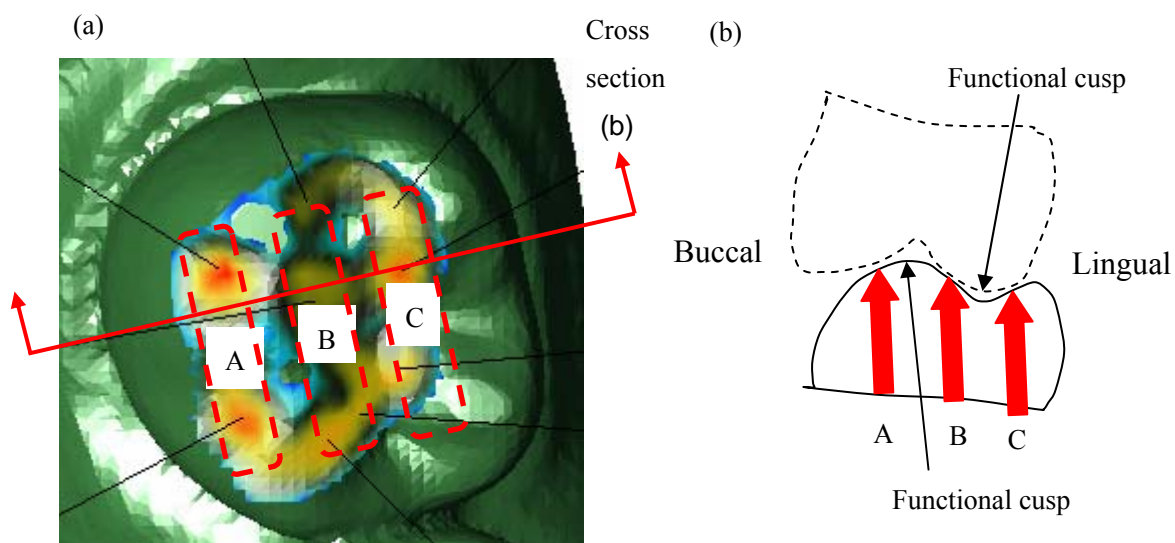 (a)
Cross
section
(b)
A
B
C
(b)
Functional cusp
Buccal
Lingual
A
B
C
Functional cusp